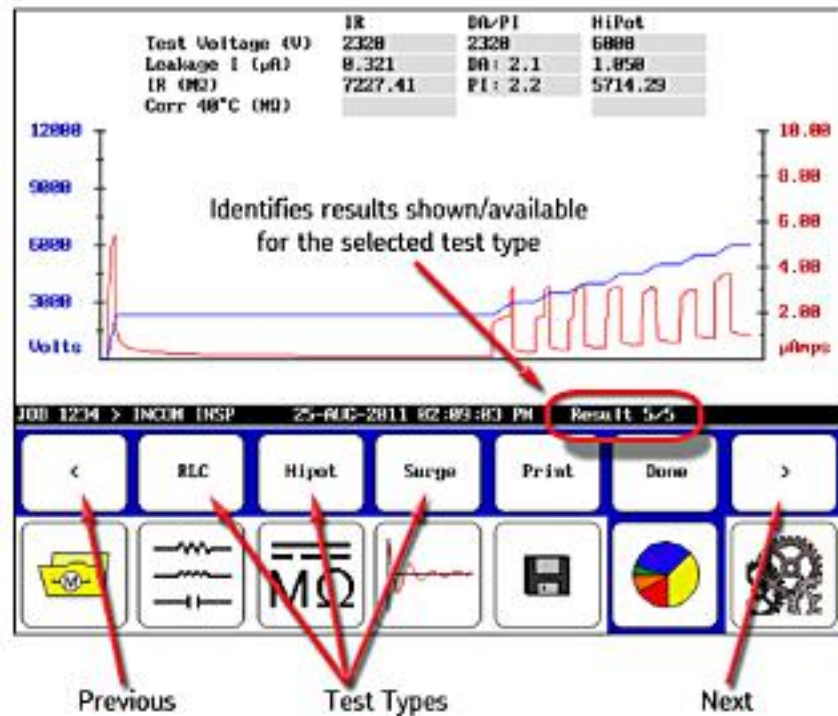 IR DA/PI HiPot
Test Voltage (V) 2320 2320 6000
Leakage I (µA) 0.321 DA: 2.1 1.050
IR (MΩ) 7227.41 PI: 2.2 5714.29
Corr 40°C (MΩ)
12000 10.00
9000 8.00
Identifies results shown/available
for the selected test type
6000 6.00
4.00
3000 2.00
Volts µAmps
JOB 1234 > INCOM INSP 25-AUG-2011 02:09:03 PM Result 5/5
< RLC Hipot Surge Print Done >
M MΩ
Previous Test Types Next